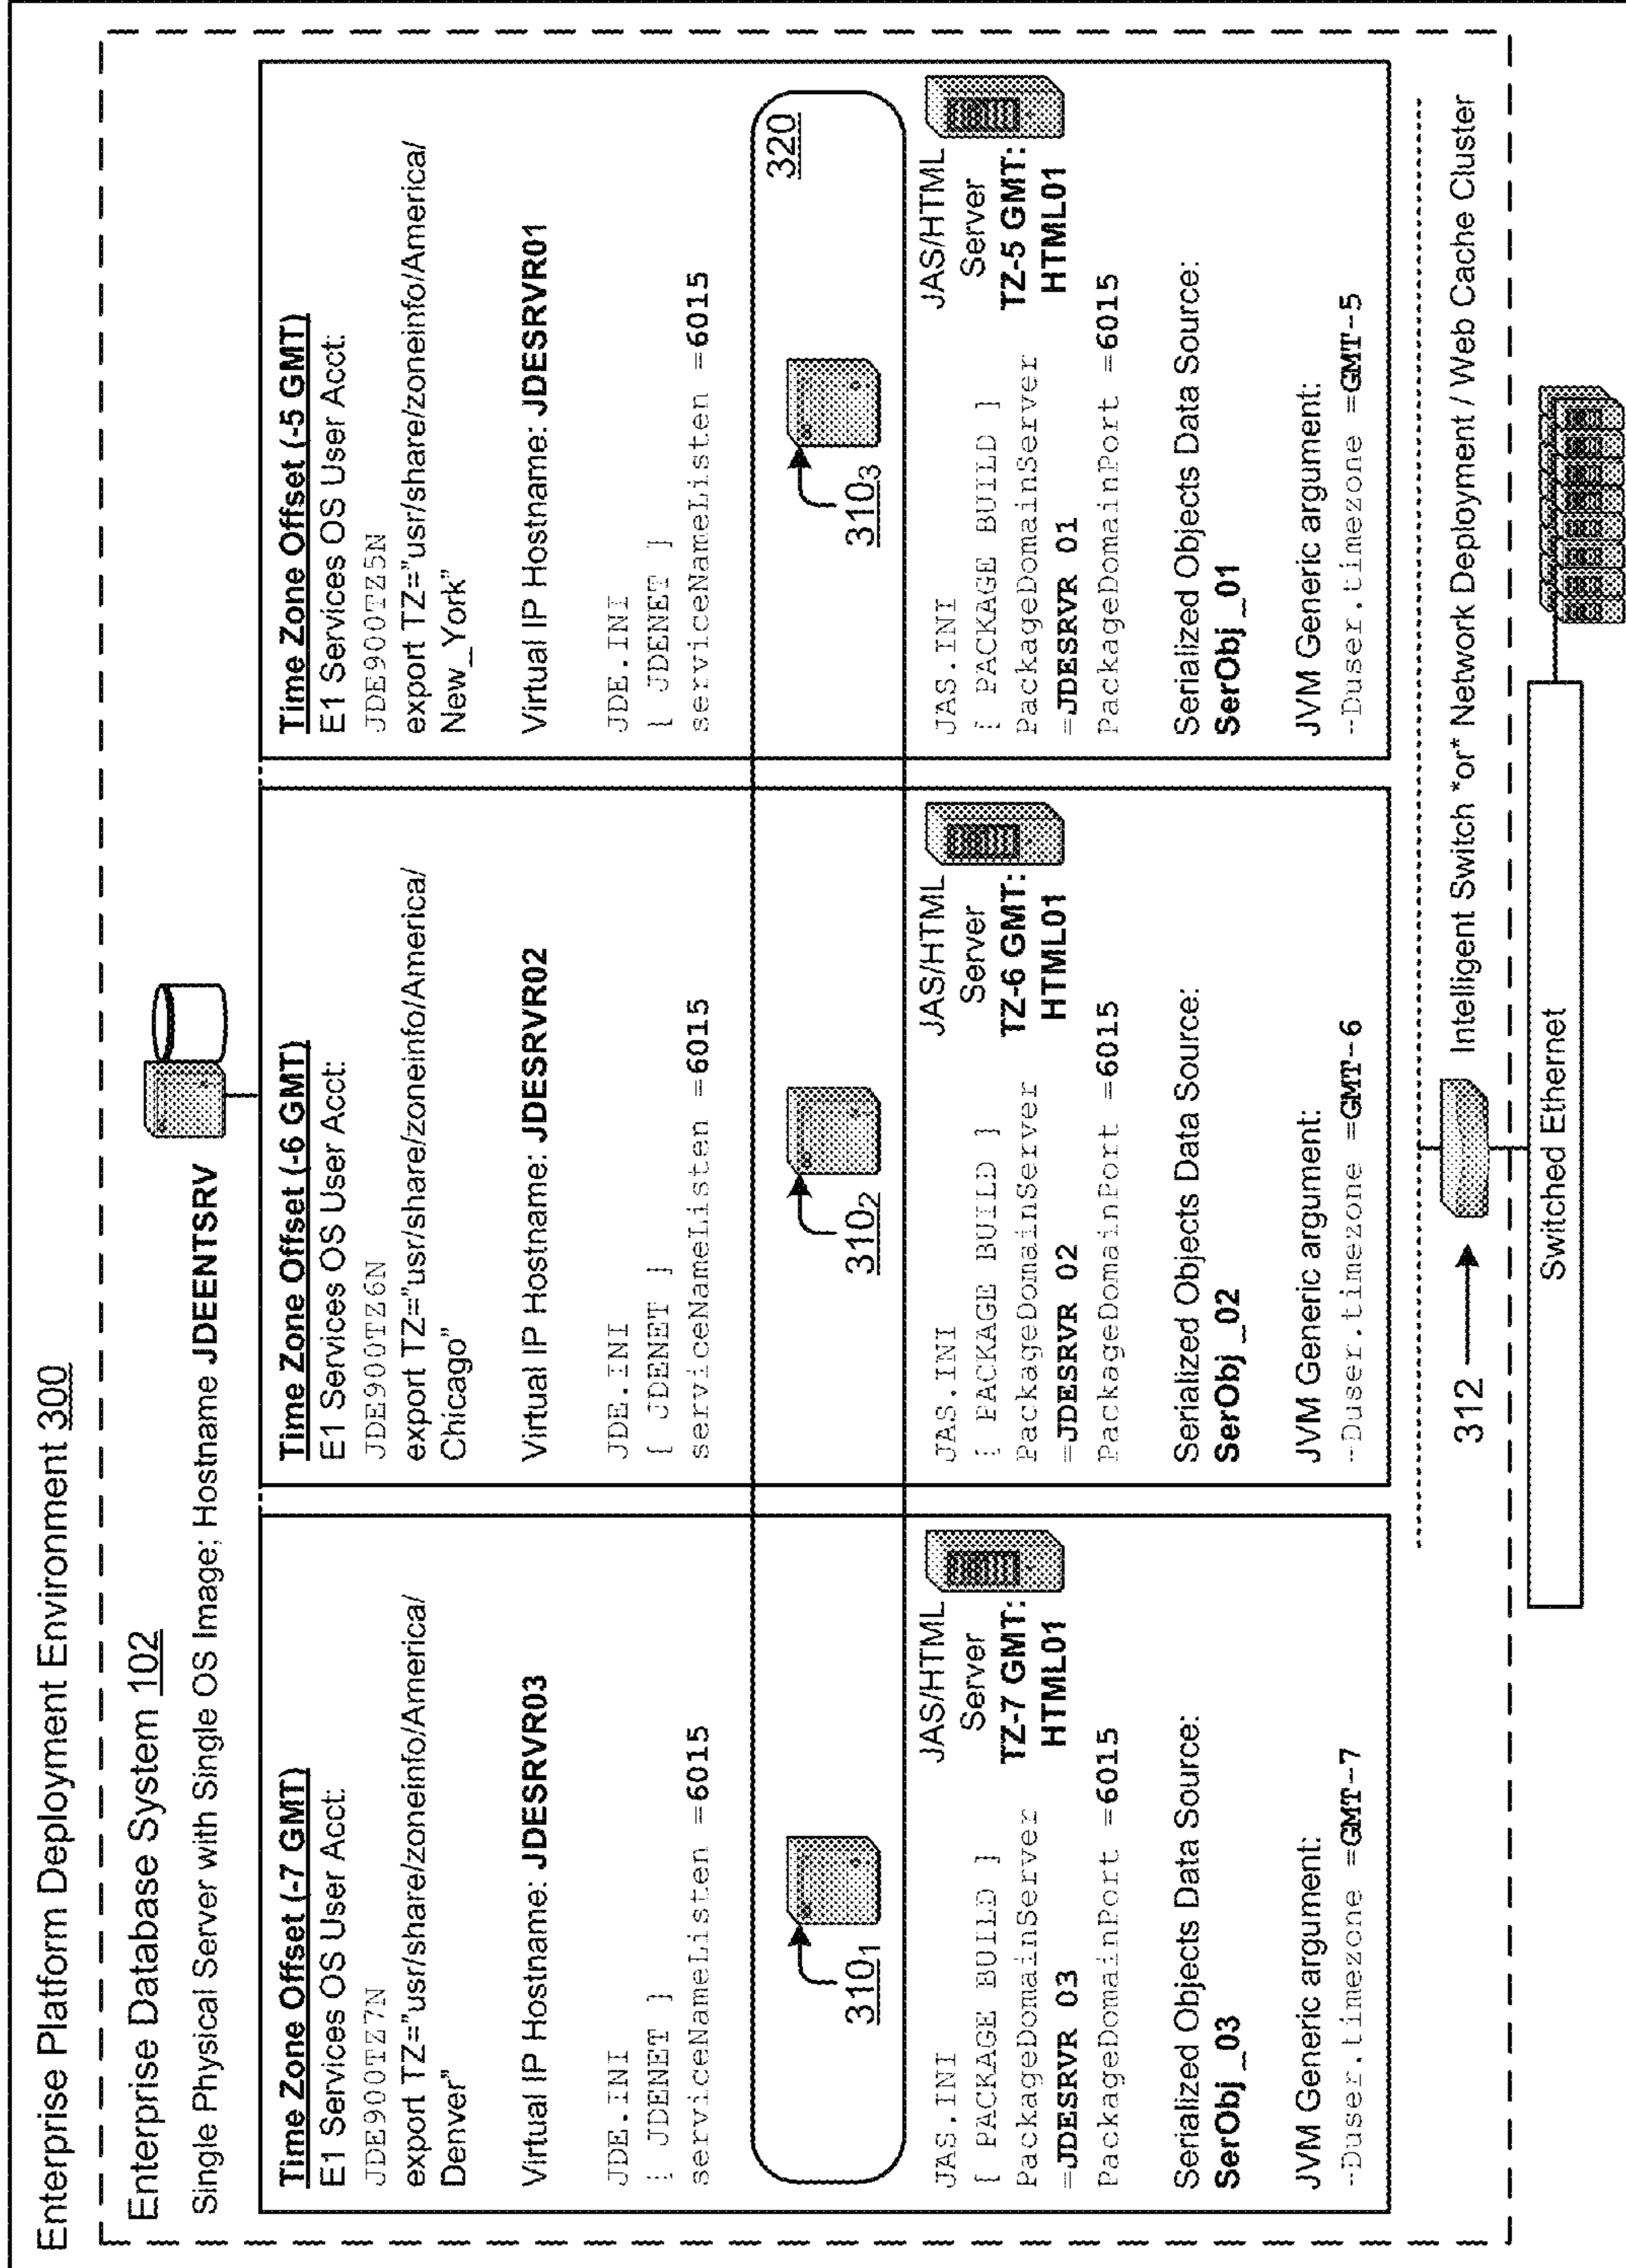 Enterprise Platform Deployment Environment 300
Enterprise Database System 102
Single Physical Server with Single OS Image; Hostname JDEENTSRV
Time Zone Offset (-7 GMT)
E1 Services OS User Acct:
JDE900TZ7N
export TZ="usr/share/zoneinfo/America/
Denver"
Virtual IP Hostname: JDESRVR03
JDE.INI
[ JDENET ]
serviceNameListen =6015
310₁
JAS/HTML
Server
TZ-7 GMT:
HTML01
JAS.INI
[ PACKAGE BUILD ]
PackageDomainServer
=JDESRVR 03
PackageDomainPort =6015
Serialized Objects Data Source:
SerObj _03
JVM Generic argument:
-Duser.timezone =GMT-7
Time Zone Offset (-6 GMT)
E1 Services OS User Acct:
JDE900TZ6N
export TZ="usr/share/zoneinfo/America/
Chicago"
Virtual IP Hostname: JDESRVR02
JDE.INI
[ JDENET ]
serviceNameListen =6015
310₂
JAS/HTML
Server
TZ-6 GMT:
HTML01
JAS.INI
[ PACKAGE BUILD ]
PackageDomainServer
=JDESRVR 02
PackageDomainPort =6015
Serialized Objects Data Source:
SerObj _02
JVM Generic argument:
-Duser.timezone =GMT-6
Time Zone Offset (-5 GMT)
E1 Services OS User Acct:
JDE900TZ5N
export TZ="usr/share/zoneinfo/America/
New_York"
Virtual IP Hostname: JDESRVR01
JDE.INI
[ JDENET ]
serviceNameListen =6015
320
310₃
JAS/HTML
Server
TZ-5 GMT:
HTML01
JAS.INI
[ PACKAGE BUILD ]
PackageDomainServer
=JDESRVR 01
PackageDomainPort =6015
Serialized Objects Data Source:
SerObj _01
JVM Generic argument:
-Duser.timezone =GMT-5
312
Intelligent Switch *or* Network Deployment / Web Cache Cluster
Switched Ethernet